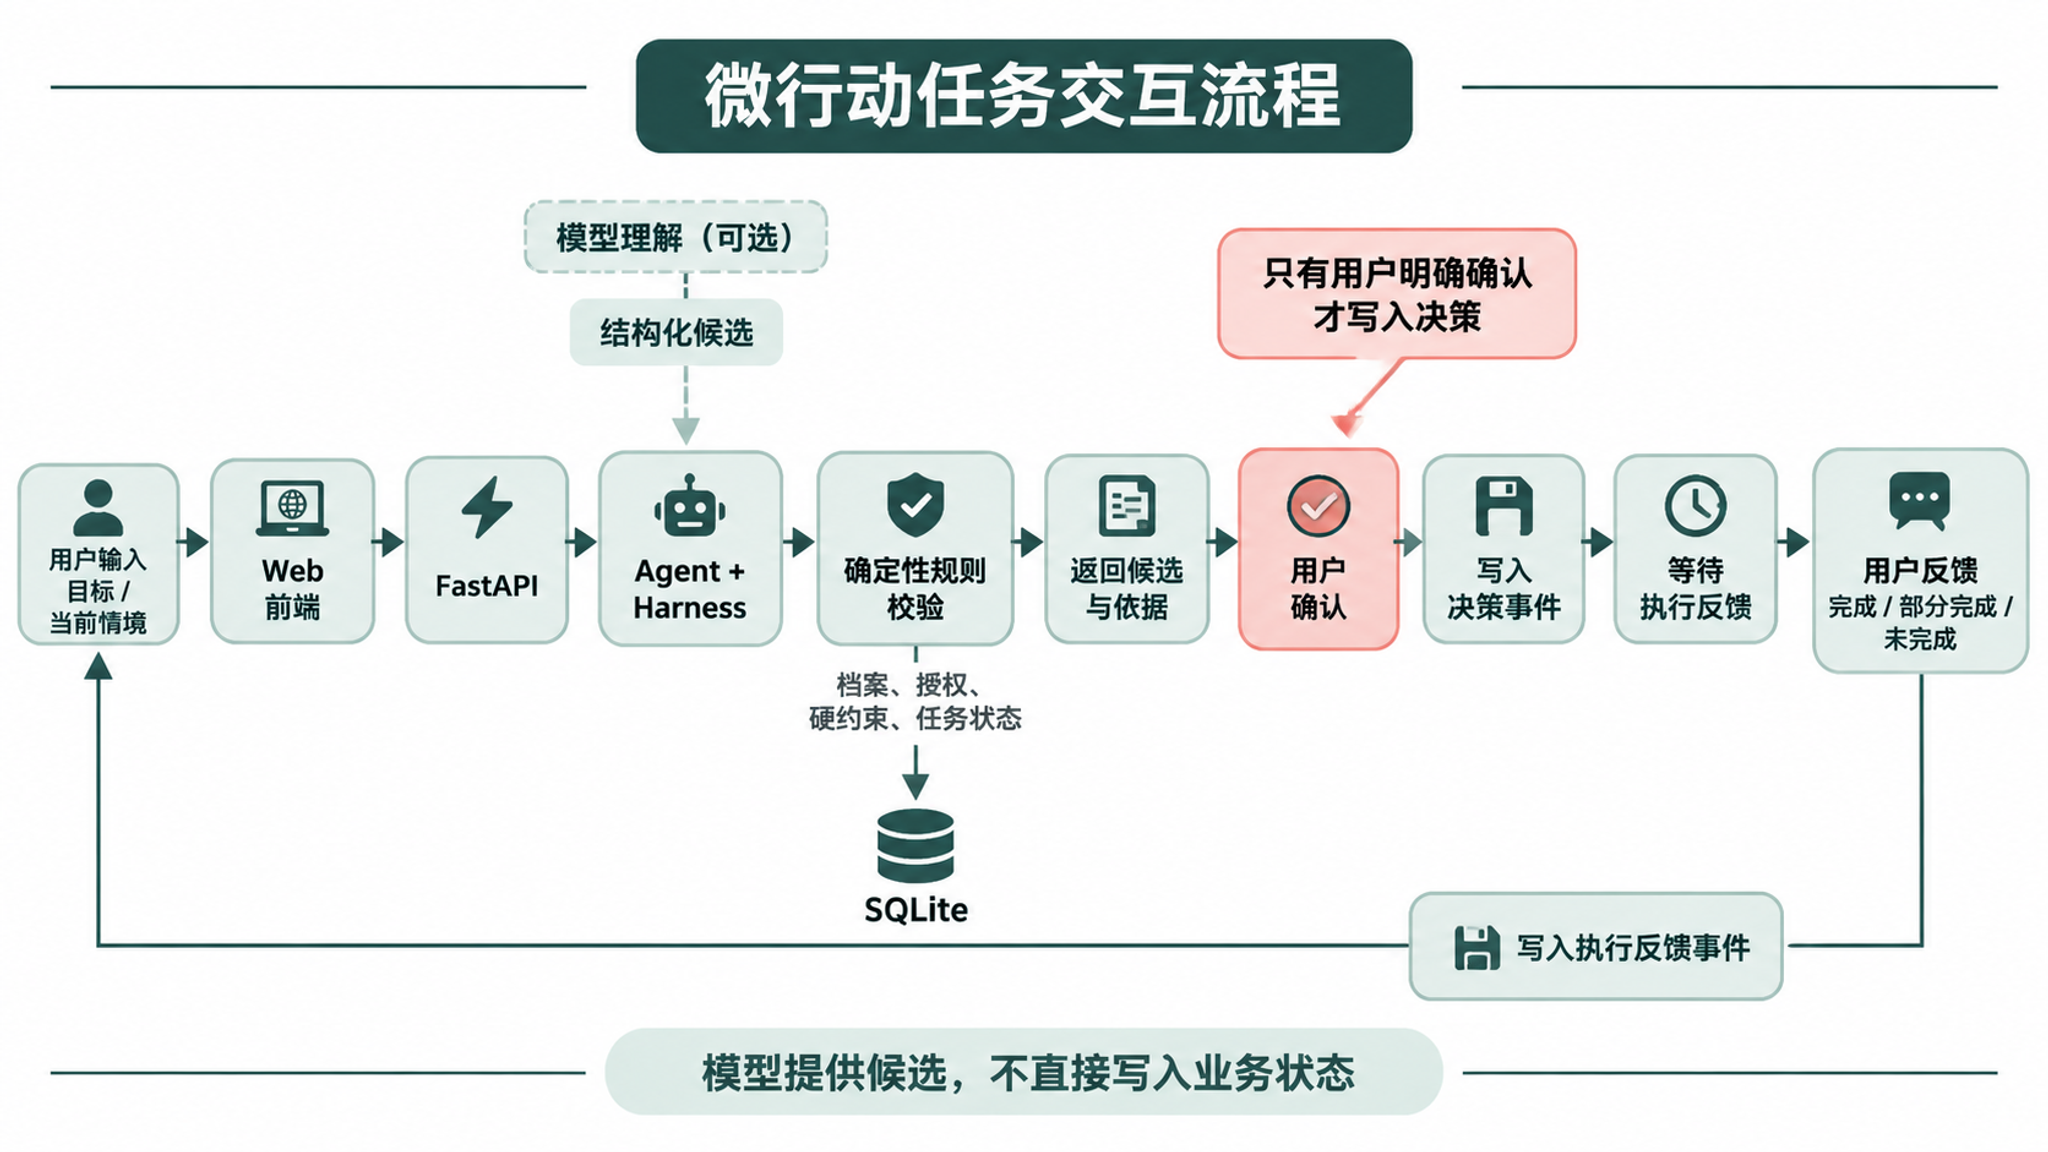 微行动任务交互流程
模型理解（可选）
结构化候选
只有用户明确确认
才写入决策
用户输入
目标 /
当前情境
Web
前端
FastAPI
Agent +
Harness
确定性规则
校验
返回候选
与依据
用户
确认
写入
决策事件
等待
执行反馈
用户反馈
完成 / 部分完成 /
未完成
档案、授权、
硬约束、任务状态
SQLite
写入执行反馈事件
模型提供候选，不直接写入业务状态